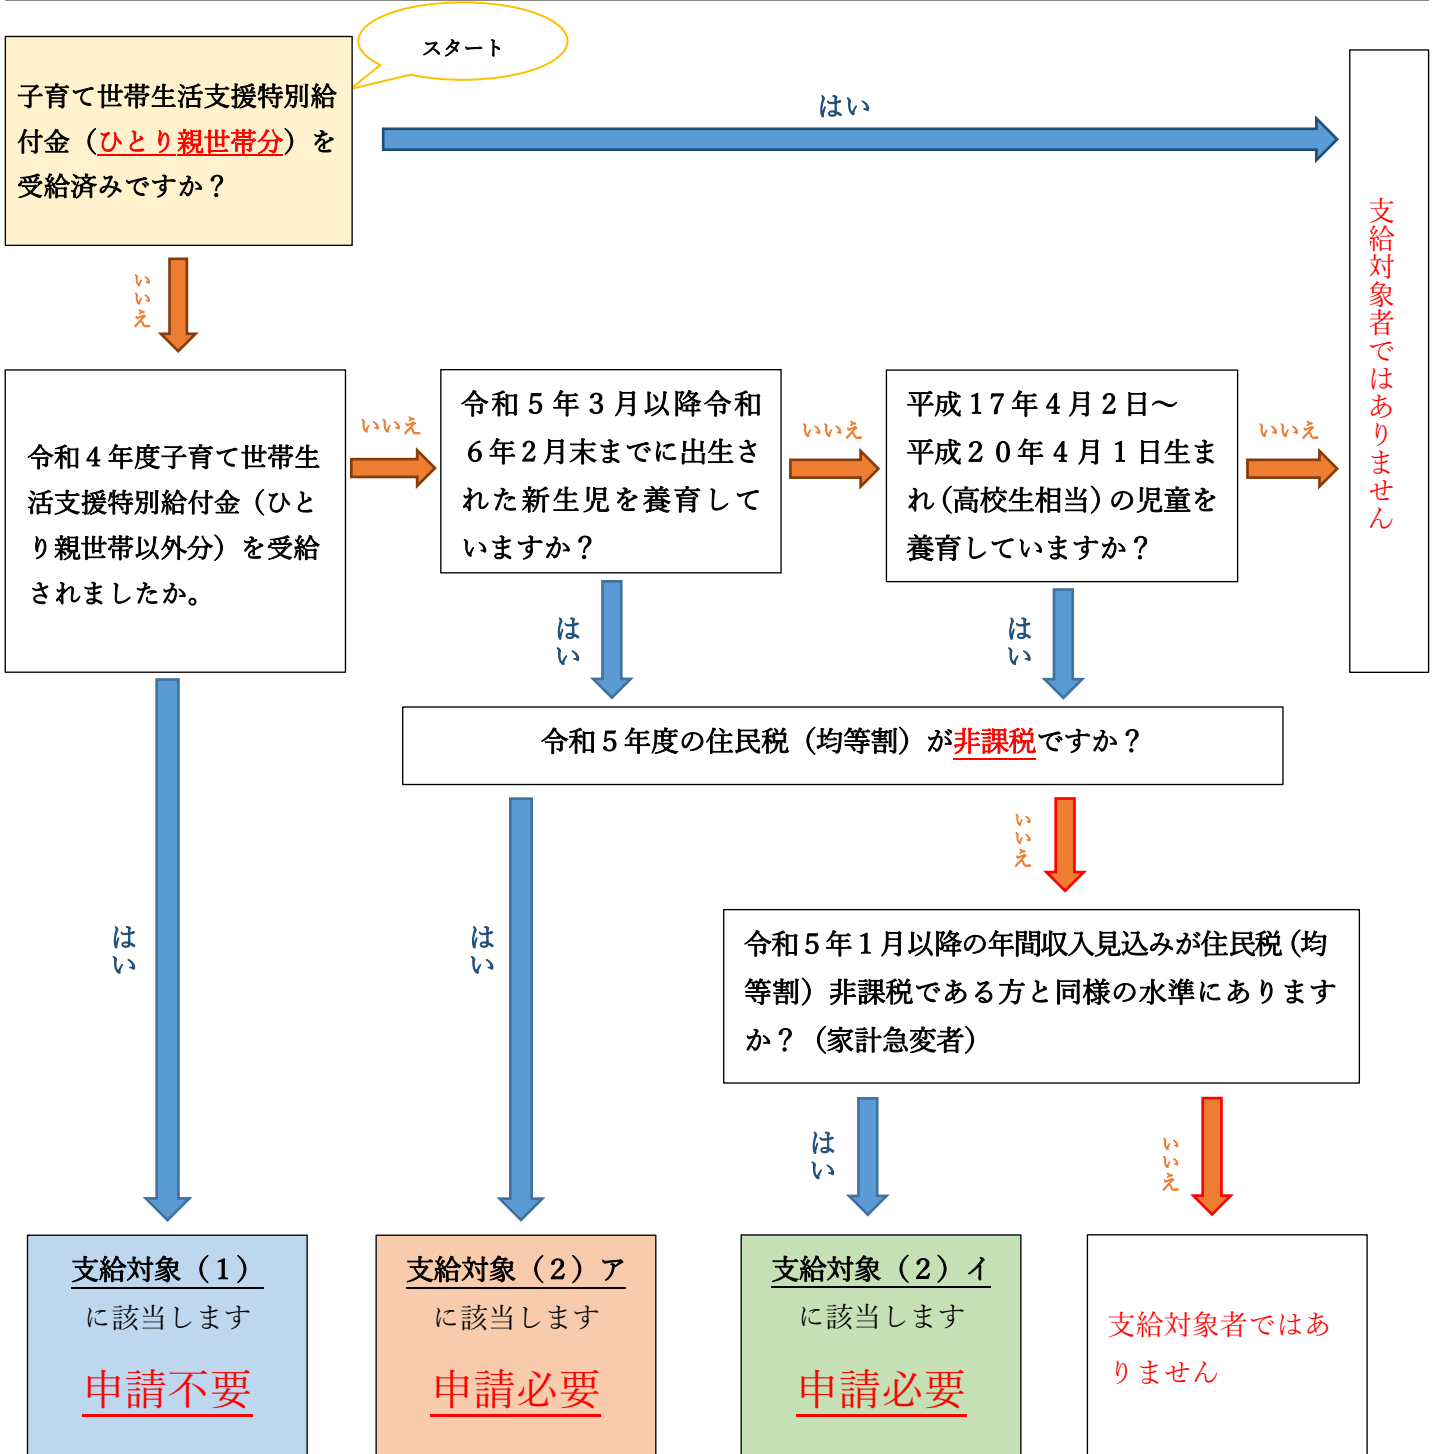 スタート
子育て世帯生活支援特別給
付金（ひとり親世帯分）を
受給済みですか？
はい
支給対象者ではありません
いいえ
令和４年度子育て世帯生
活支援特別給付金（ひと
り親世帯以外分）を受給
されましたか。
いいえ
令和５年３月以降令和
６年２月末までに出生さ
れた新生児を養育して
いますか？
いいえ
平成１７年４月２日～
平成２０年４月１日生ま
れ（高校生相当）の児童を
養育していますか？
いいえ
はい
はい
令和５年度の住民税（均等割）が非課税ですか？
いいえ
はい
はい
令和５年１月以降の年間収入見込みが住民税（均
等割）非課税である方と同様の水準にあります
か？（家計急変者）
はい
いいえ
支給対象（１）
に該当します
申請不要
支給対象（２）ア
に該当します
申請必要
支給対象（２）イ
に該当します
申請必要
支給対象者ではあ
りません